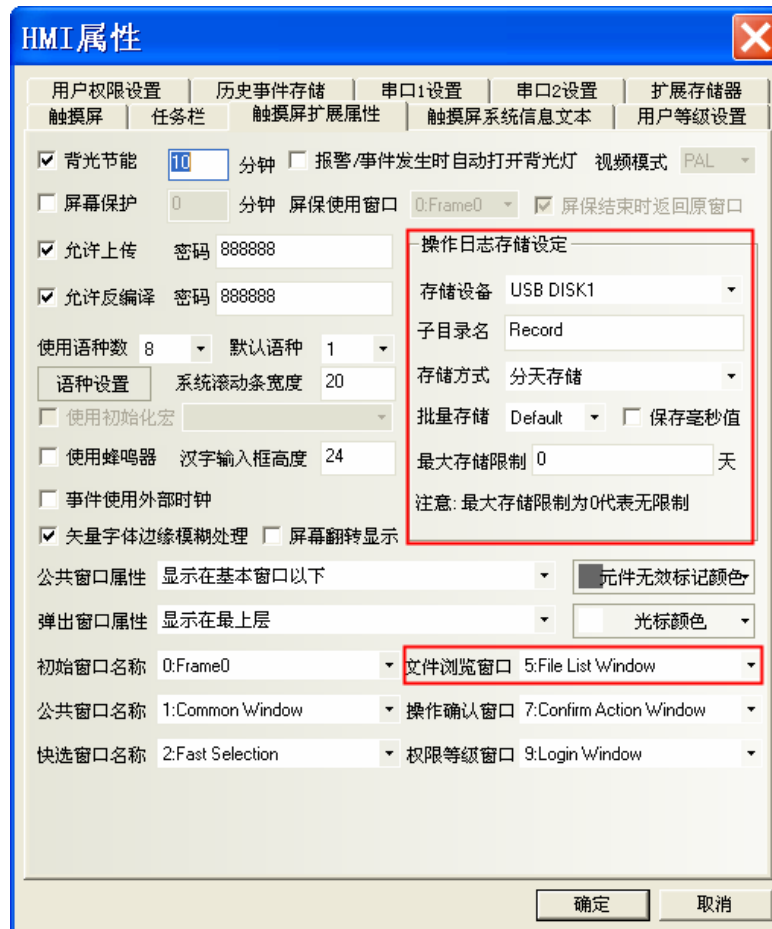 HMI属性
用户权限设置 历史事件存储 串口1设置 串口2设置 扩展存储器
触摸屏 任务栏 触摸屏扩展属性 触摸屏系统信息文本 用户等级设置
背光节能 10 分钟 报警/事件发生时自动打开背光灯 视频模式 PAL
屏幕保护 0 分钟 屏保使用窗口 0:Frame0 屏保结束时返回原窗口
允许上传 密码 888888
操作日志存储设定
允许反编译 密码 888888
存储设备 USB DISK1
子目录名 Record
使用语种数 8 默认语种 1
存储方式 分天存储
语种设置 系统滚动条宽度 20
使用初始化宏
批量存储 Default 保存毫秒值
使用蜂鸣器 汉字输入框高度 24
最大存储限制 0 天
事件使用外部时钟
注意:最大存储限制为0代表无限制
矢量字体边缘模糊处理 屏幕翻转显示
公共窗口属性 显示在基本窗口以下 元件无效标记颜色
弹出窗口属性 显示在最上层 光标颜色
初始窗口名称 0:Frame0 文件浏览窗口 5:File List Window
公共窗口名称 1:Common Window 操作确认窗口 7:Confirm Action Window
快选窗口名称 2:Fast Selection 权限等级窗口 9:Login Window
确定 取消